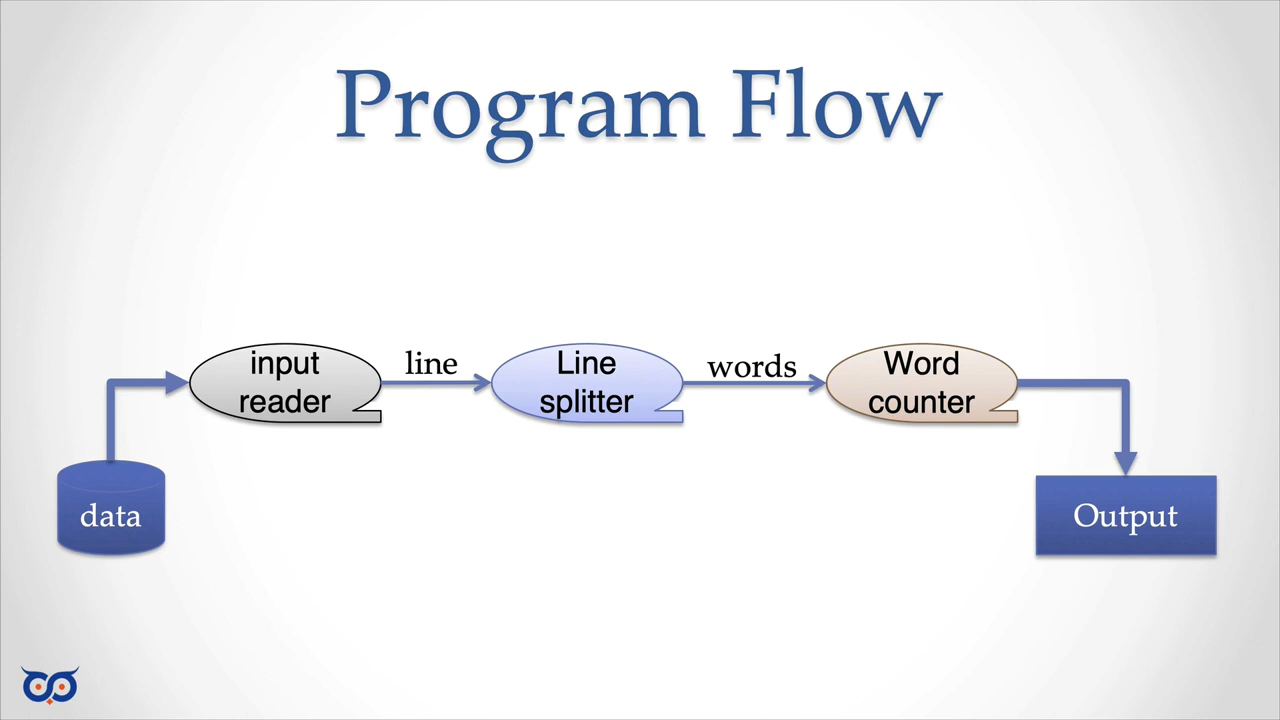 Program Flow
input
reader
line
Line
splitter
words
Word
counter
data
Output